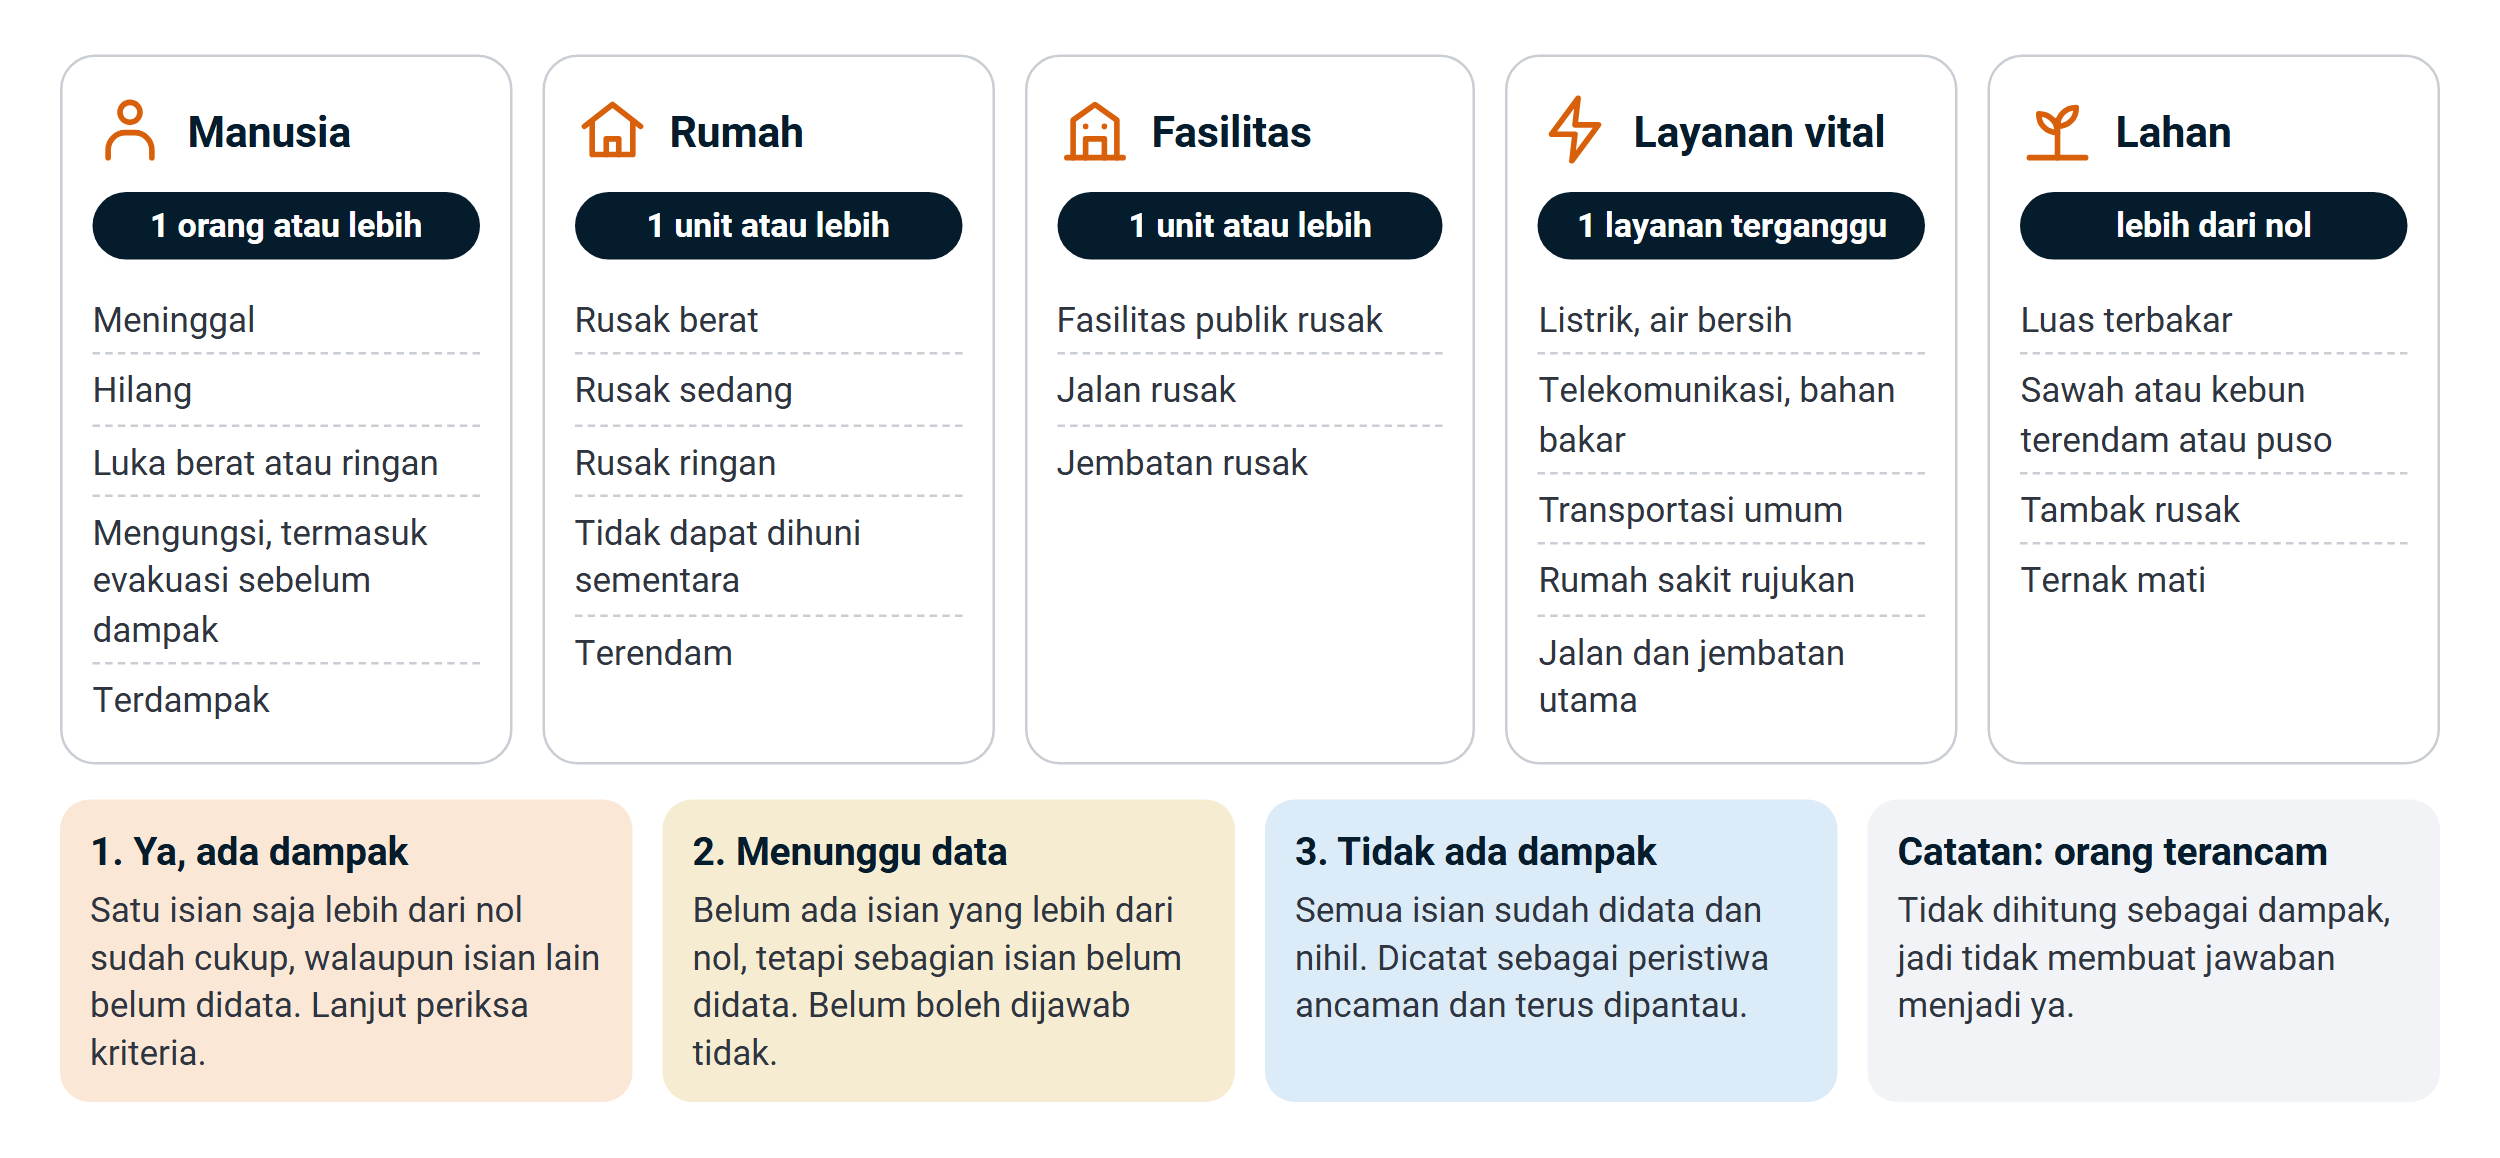 Manusia
1 orang atau lebih
Meninggal
Hilang
Luka berat atau ringan
Mengungsi, termasuk
evakuasi sebelum
dampak
Terdampak
Rumah
1 unit atau lebih
Rusak berat
Rusak sedang
Rusak ringan
Tidak dapat dihuni
sementara
Terendam
Fasilitas
1 unit atau lebih
Fasilitas publik rusak
Jalan rusak
Jembatan rusak
Layanan vital
1 layanan terganggu
Listrik, air bersih
Telekomunikasi, bahan
bakar
Transportasi umum
Rumah sakit rujukan
Jalan dan jembatan
utama
Lahan
lebih dari nol
Luas terbakar
Sawah atau kebun
terendam atau puso
Tambak rusak
Ternak mati
1. Ya, ada dampak
Satu isian saja lebih dari nol
sudah cukup, walaupun isian lain
belum didata. Lanjut periksa
kriteria.
2. Menunggu data
Belum ada isian yang lebih dari
nol, tetapi sebagian isian belum
didata. Belum boleh dijawab
tidak.
3. Tidak ada dampak
Semua isian sudah didata dan
nihil. Dicatat sebagai peristiwa
ancaman dan terus dipantau.
Catatan: orang terancam
Tidak dihitung sebagai dampak,
jadi tidak membuat jawaban
menjadi ya.